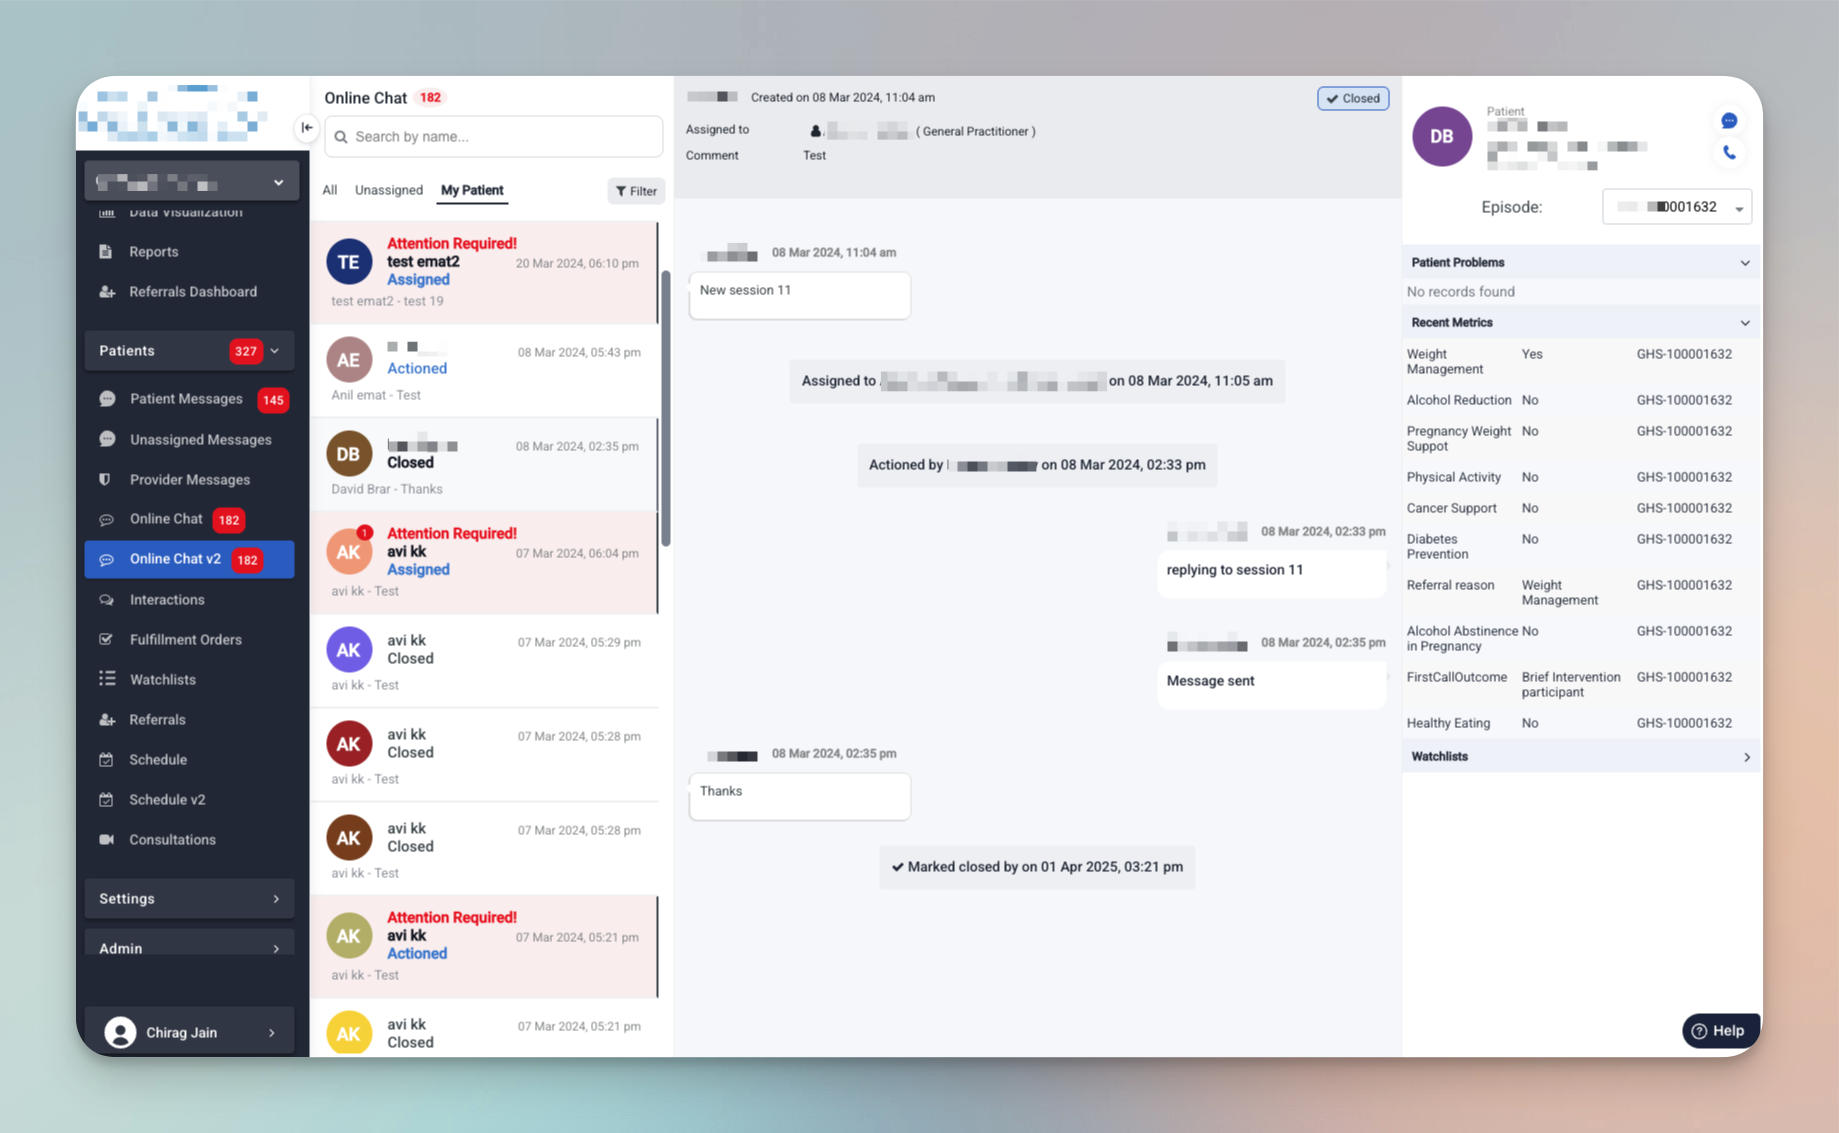 Data Visualization
Reports
Referrals Dashboard
Patients 327
Patient Messages 145
Unassigned Messages
Provider Messages
Online Chat 182
Online Chat v2 182
Interactions
Fulfillment Orders
Watchlists
Referrals
Schedule
Schedule v2
Consultations
Settings
Admin
Chirag Jain
Online Chat 182
Search by name...
All Unassigned My Patient Filter
TE
Attention Required!
test emat2 20 Mar 2024, 06:10 pm
Assigned
test emat2 - test 19
AE
08 Mar 2024, 05:43 pm
Actioned
Anil emat - Test
DB
08 Mar 2024, 02:35 pm
Closed
David Brar - Thanks
AK 1
Attention Required!
avi kk 07 Mar 2024, 06:04 pm
Assigned
avi kk - Test
AK
avi kk 07 Mar 2024, 05:29 pm
Closed
avi kk - Test
AK
avi kk 07 Mar 2024, 05:28 pm
Closed
avi kk - Test
AK
avi kk 07 Mar 2024, 05:28 pm
Closed
avi kk - Test
AK
Attention Required!
avi kk 07 Mar 2024, 05:21 pm
Actioned
avi kk - Test
AK
avi kk 07 Mar 2024, 05:21 pm
Closed
Created on 08 Mar 2024, 11:04 am
Closed
Assigned to ( General Practitioner )
Comment Test
08 Mar 2024, 11:04 am
New session 11
Assigned to on 08 Mar 2024, 11:05 am
Actioned by on 08 Mar 2024, 02:33 pm
08 Mar 2024, 02:33 pm
replying to session 11
08 Mar 2024, 02:35 pm
Message sent
08 Mar 2024, 02:35 pm
Thanks
Marked closed by on 01 Apr 2025, 03:21 pm
DB
Patient
Episode: 0001632
Patient Problems
No records found
Recent Metrics
Weight Yes GHS-100001632
Management
Alcohol Reduction No GHS-100001632
Pregnancy Weight No GHS-100001632
Suppot
Physical Activity No GHS-100001632
Cancer Support No GHS-100001632
Diabetes No GHS-100001632
Prevention
Referral reason Weight GHS-100001632
Management
Alcohol Abstinence No GHS-100001632
in Pregnancy
FirstCallOutcome Brief Intervention GHS-100001632
participant
Healthy Eating No GHS-100001632
Watchlists
Help